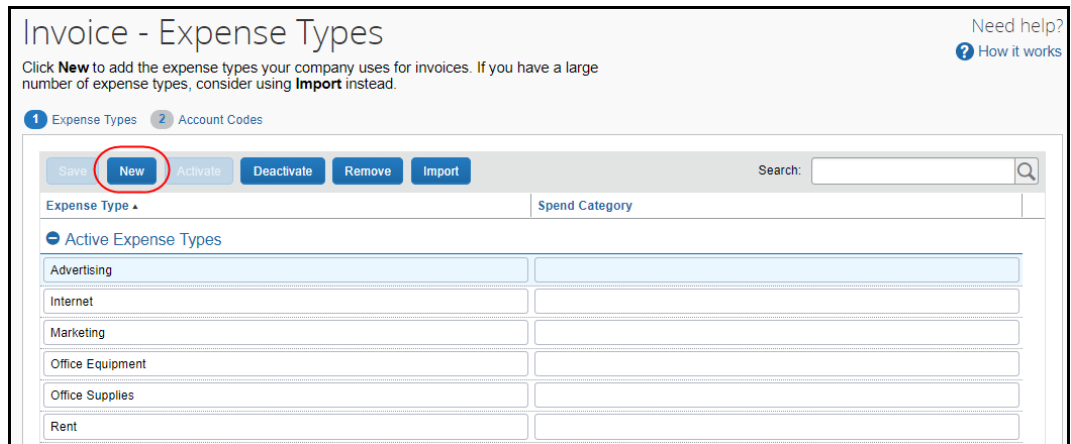 Invoice - Expense Types
Need help?
? How it works
Click New to add the expense types your company uses for invoices. If you have a large
number of expense types, consider using Import instead.
1 Expense Types 2 Account Codes
Save New Activate Deactivate Remove Import Search:
Expense Type Spend Category
Active Expense Types
Advertising
Internet
Marketing
Office Equipment
Office Supplies
Rent